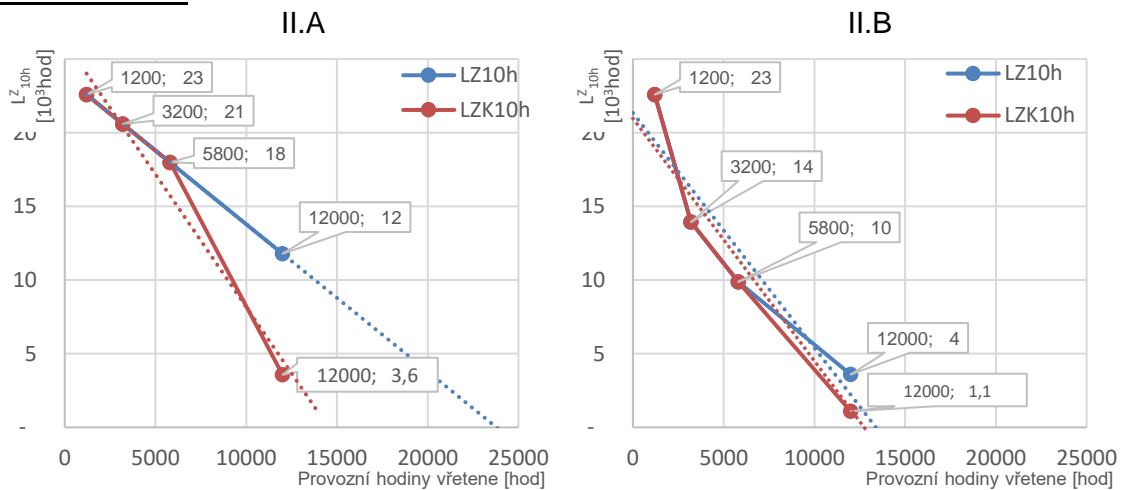 II.A
L^Z_10h
[10³hod]
LZ10h
LZK10h
1200; 23
3200; 21
5800; 18
12000; 12
12000; 3,6
20
15
10
5
-
0 5000 10000 15000 20000 25000
Provozní hodiny vřetene [hod]
II.B
L^Z_10h
[10³hod]
LZ10h
LZK10h
1200; 23
3200; 14
5800; 10
12000; 4
12000; 1,1
20
15
10
5
-
0 5000 10000 15000 20000 25000
Provozní hodiny vřetene [hod]